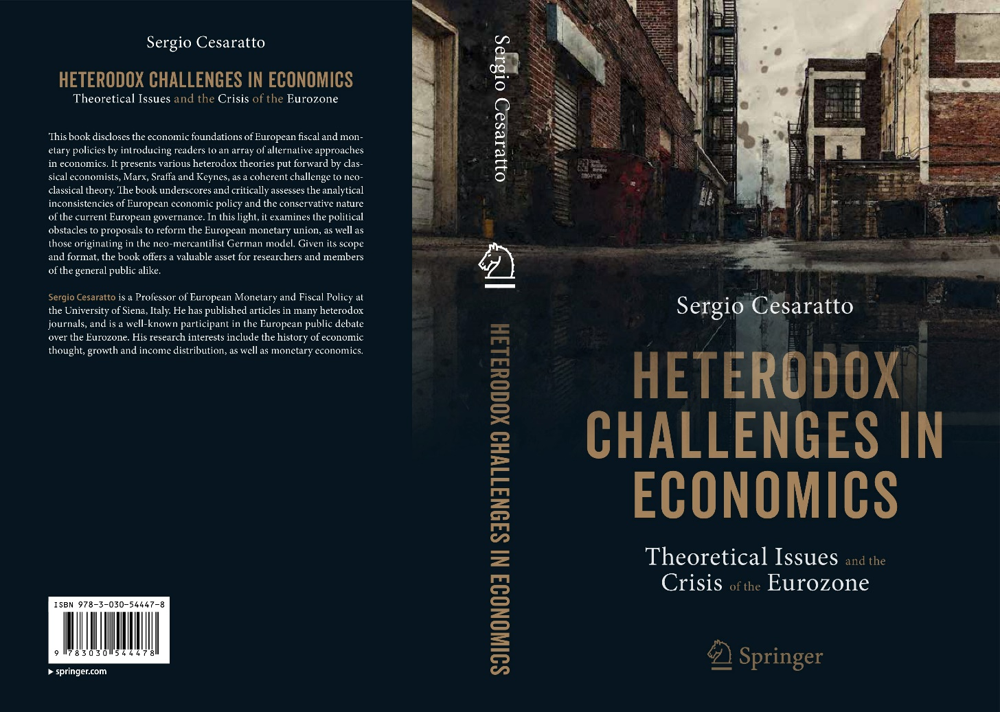 Sergio Cesaratto
HETERODOX CHALLENGES IN ECONOMICS
Theoretical Issues and the Crisis of the Eurozone
This book discloses the economic foundations of European fiscal and mon-
etary policies by introducing readers to an array of alternative approaches
in economics. It presents various heterodox theories put forward by clas-
sical economists, Marx, Sraffa and Keynes, as a coherent challenge to neo-
classical theory. The book underscores and critically assesses the analytical
inconsistencies of European economic policy and the conservative nature
of the current European governance. In this light, it examines the political
obstacles to proposals to reform the European monetary union, as well as
those originating in the neo-mercantilist German model. Given its scope
and format, the book offers a valuable asset for researchers and members
of the general public alike.
Sergio Cesaratto is a Professor of European Monetary and Fiscal Policy at
the University of Siena, Italy. He has published articles in many heterodox
journals, and is a well-known participant in the European public debate
over the Eurozone. His research interests include the history of economic
thought, growth and income distribution, as well as monetary economics.
ISBN 978-3-030-54447-8
9 783030 544478
springer.com
Sergio Cesaratto
HETERODOX CHALLENGES IN ECONOMICS
Sergio Cesaratto
HETERODOX
CHALLENGES IN
ECONOMICS
Theoretical Issues and the
Crisis of the Eurozone
Springer